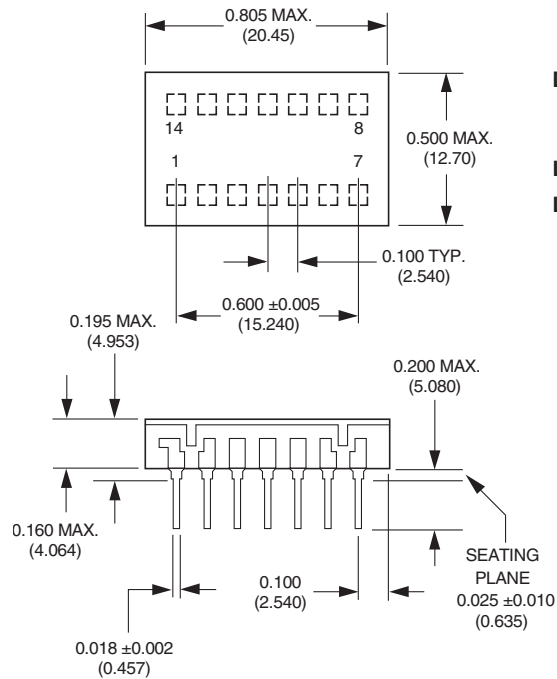 0.805 MAX.
(20.45)
14
8
1
7
0.500 MAX.
(12.70)
0.100 TYP.
(2.540)
0.600 ±0.005
(15.240)
0.195 MAX.
(4.953)
0.200 MAX.
(5.080)
0.160 MAX.
(4.064)
SEATING
PLANE
0.025 ±0.010
(0.635)
0.100
(2.540)
0.018 ±0.002
(0.457)